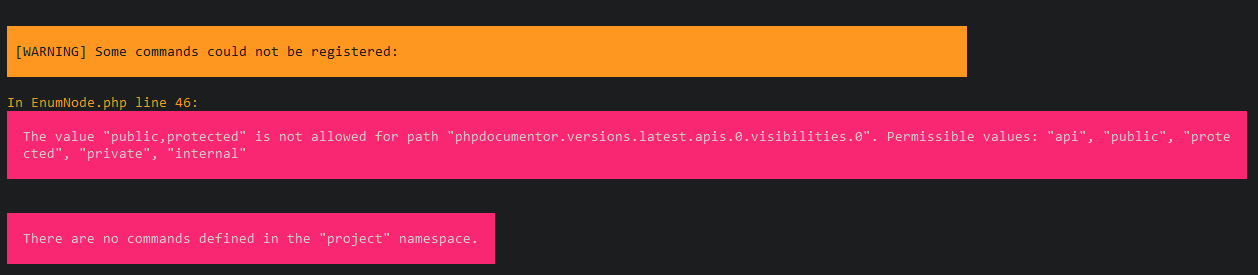 [WARNING] Some commands could not be registered:
In EnumNode.php line 46:
The value "public,protected" is not allowed for path "phpdocumentor.versions.latest.apis.0.visibilities.0". Permissible values: "api", "public", "prote
cted", "private", "internal"
There are no commands defined in the "project" namespace.